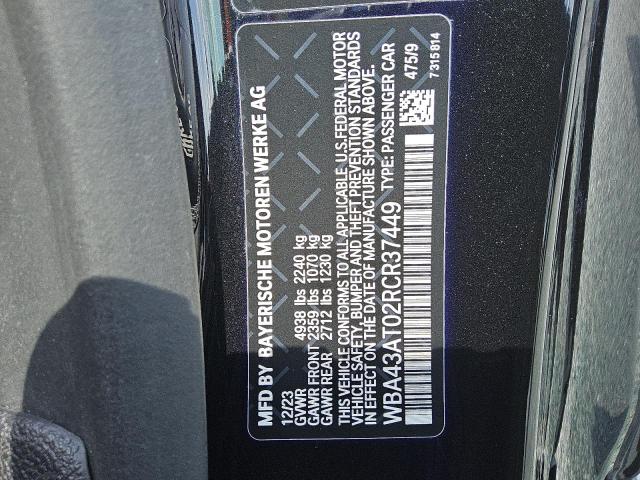 MFD BY BAYERISCHE MOTOREN WERKE AG
12/23
GVWR 4938 lbs 2240 kg
GAWR FRONT 2359 lbs 1070 kg
GAWR REAR 2712 lbs 1230 kg
THIS VEHICLE CONFORMS TO ALL APPLICABLE U.S.FEDERAL MOTOR
VEHICLE SAFETY, BUMPER AND THEFT PREVENTION STANDARDS
IN EFFECT ON THE DATE OF MANUFACTURE SHOWN ABOVE.
WBA43AT02RCR37449 TYPE: PASSENGER CAR
475/9
7315814